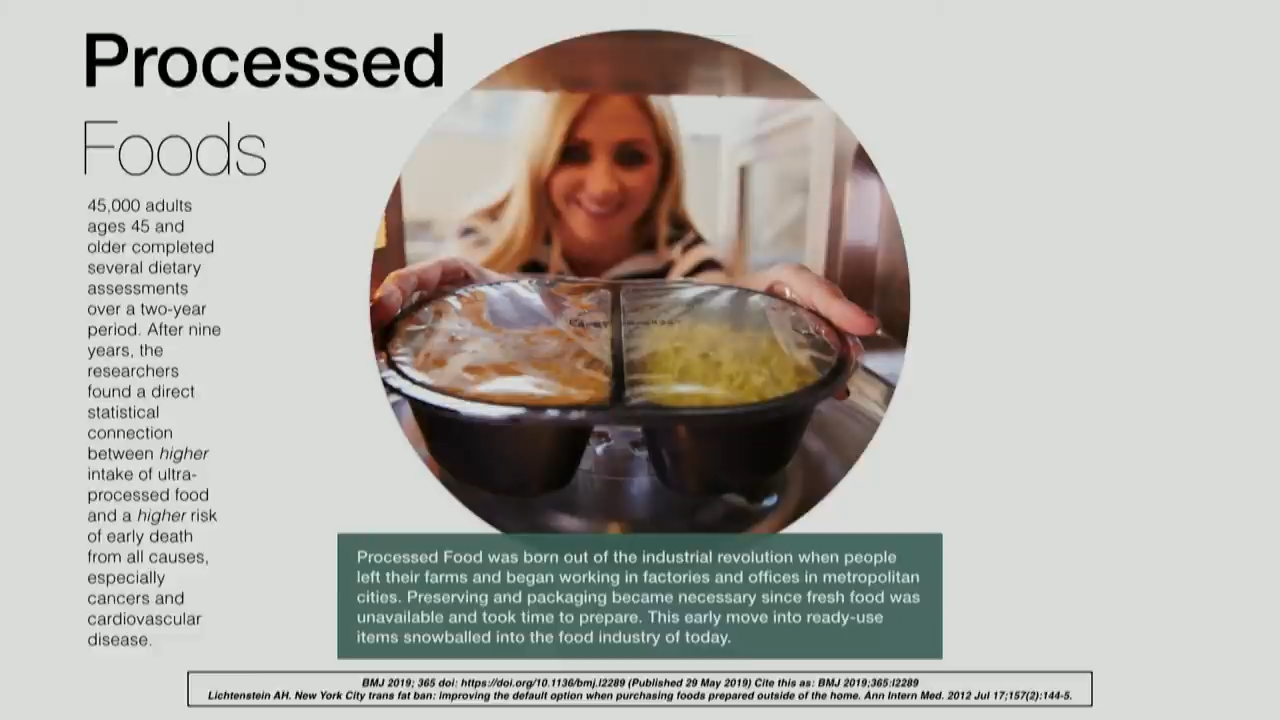 Processed
Foods
45,000 adults
ages 45 and
older completed
several dietary
assessments
over a two-year
period. After nine
years, the
researchers
found a direct
statistical
connection
between higher
intake of ultra-
processed food
and a higher risk
of early death
from all causes,
especially
cancers and
cardiovascular
disease.
Processed Food was born out of the industrial revolution when people
left their farms and began working in factories and offices in metropolitan
cities. Preserving and packaging became necessary since fresh food was
unavailable and took time to prepare. This early move into ready-use
items snowballed into the food industry of today.
BMJ 2019; 365 doi: https://doi.org/10.1136/bmj.l2289 (Published 29 May 2019) Cite this as: BMJ 2019;365:l2289
Lichtenstein AH. New York City trans fat ban: improving the default option when purchasing foods prepared outside of the home. Ann Intern Med. 2012 Jul 17;157(2):144-5.